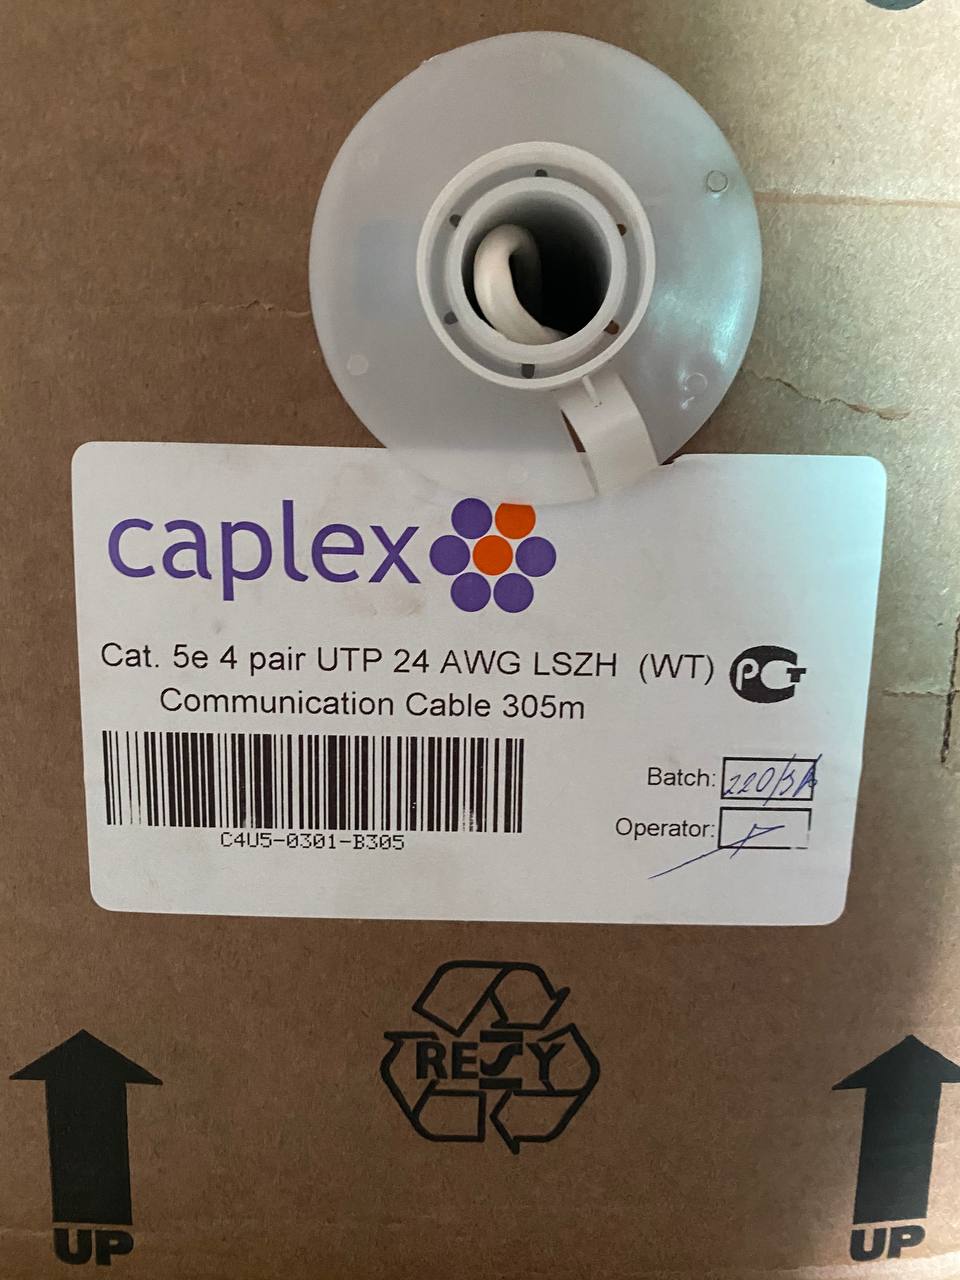 caplex
Cat. 5e 4 pair UTP 24 AWG LSZH (WT)
Communication Cable 305m
C4U5-0301-B305
Batch:
Operator:
RESY
UP
UP